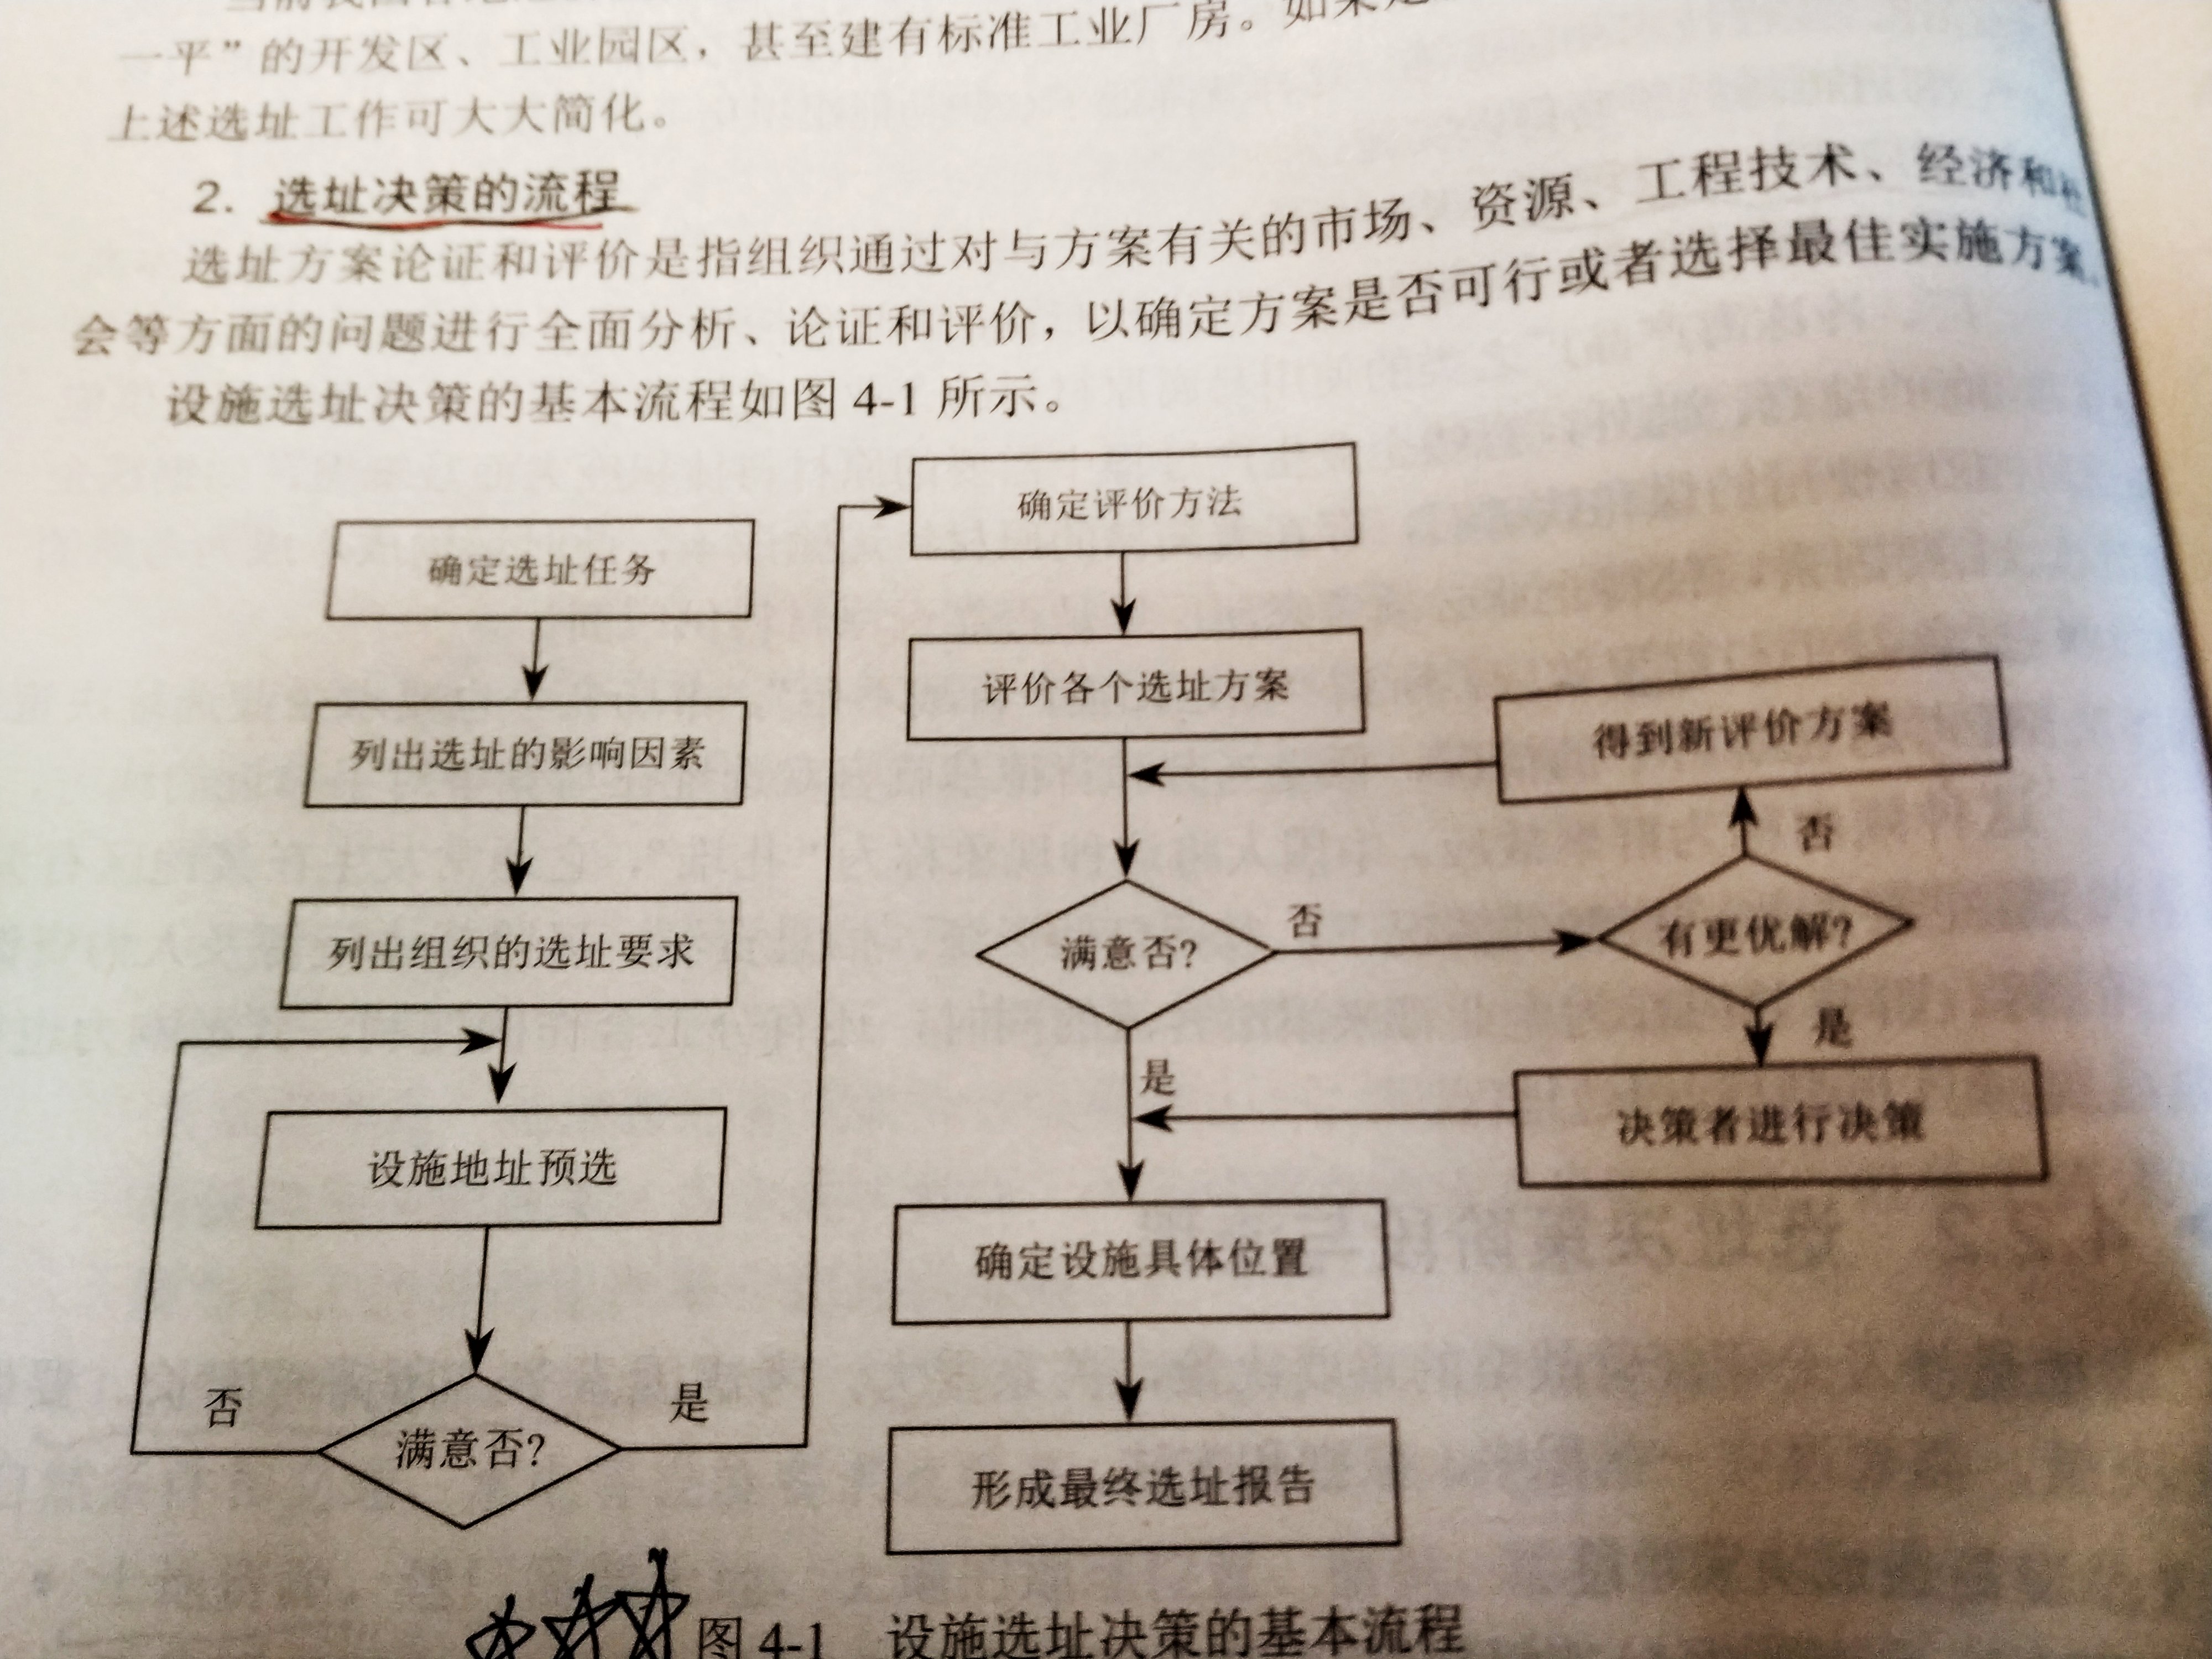 一平”的开发区、工业园区，甚至建有标准工业厂房。如果是
上述选址工作可大大简化。
2. 选址决策的流程
选址方案论证和评价是指组织通过对与方案有关的市场、资源、工程技术、经济和社
会等方面的问题进行全面分析、论证和评价，以确定方案是否可行或者选择最佳实施方案。
设施选址决策的基本流程如图 4-1 所示。
确定选址任务
列出选址的影响因素
列出组织的选址要求
设施地址预选
满意否?
否
是
确定评价方法
评价各个选址方案
满意否?
否
是
得到新评价方案
否
有更优解?
是
决策者进行决策
确定设施具体位置
形成最终选址报告
图 4-1 设施选址决策的基本流程